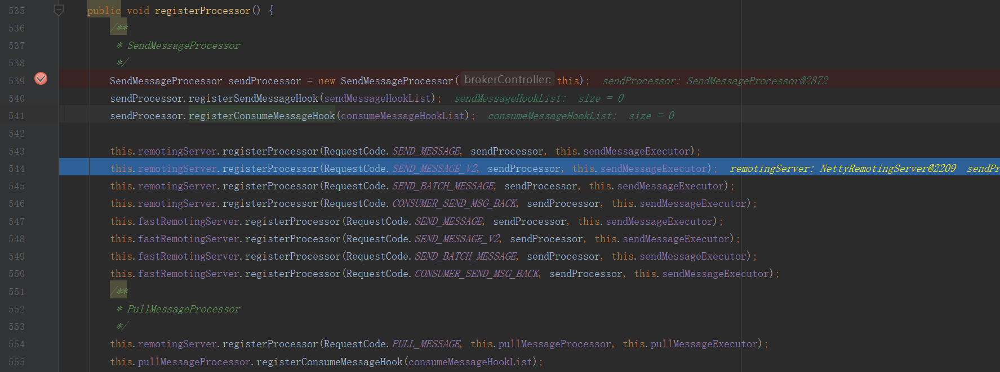 535 public void registerProcessor() {
536 /**
537 * SendMessageProcessor
538 */
539 SendMessageProcessor sendProcessor = new SendMessageProcessor( brokerController: this); sendProcessor: SendMessageProcessor@2872
540 sendProcessor.registerSendMessageHook(sendMessageHookList); sendMessageHookList: size = 0
541 sendProcessor.registerConsumeMessageHook(consumeMessageHookList); consumeMessageHookList: size = 0
542
543 this.remotingServer.registerProcessor(RequestCode.SEND_MESSAGE, sendProcessor, this.sendMessageExecutor);
544 this.remotingServer.registerProcessor(RequestCode.SEND_MESSAGE_V2, sendProcessor, this.sendMessageExecutor); remotingServer: NettyRemotingServer@2209 sendPr
545 this.remotingServer.registerProcessor(RequestCode.SEND_BATCH_MESSAGE, sendProcessor, this.sendMessageExecutor);
546 this.remotingServer.registerProcessor(RequestCode.CONSUMER_SEND_MSG_BACK, sendProcessor, this.sendMessageExecutor);
547 this.fastRemotingServer.registerProcessor(RequestCode.SEND_MESSAGE, sendProcessor, this.sendMessageExecutor);
548 this.fastRemotingServer.registerProcessor(RequestCode.SEND_MESSAGE_V2, sendProcessor, this.sendMessageExecutor);
549 this.fastRemotingServer.registerProcessor(RequestCode.SEND_BATCH_MESSAGE, sendProcessor, this.sendMessageExecutor);
550 this.fastRemotingServer.registerProcessor(RequestCode.CONSUMER_SEND_MSG_BACK, sendProcessor, this.sendMessageExecutor);
551 /**
552 * PullMessageProcessor
553 */
554 this.remotingServer.registerProcessor(RequestCode.PULL_MESSAGE, this.pullMessageProcessor, this.pullMessageExecutor);
555 this.pullMessageProcessor.registerConsumeMessageHook(consumeMessageHookList);